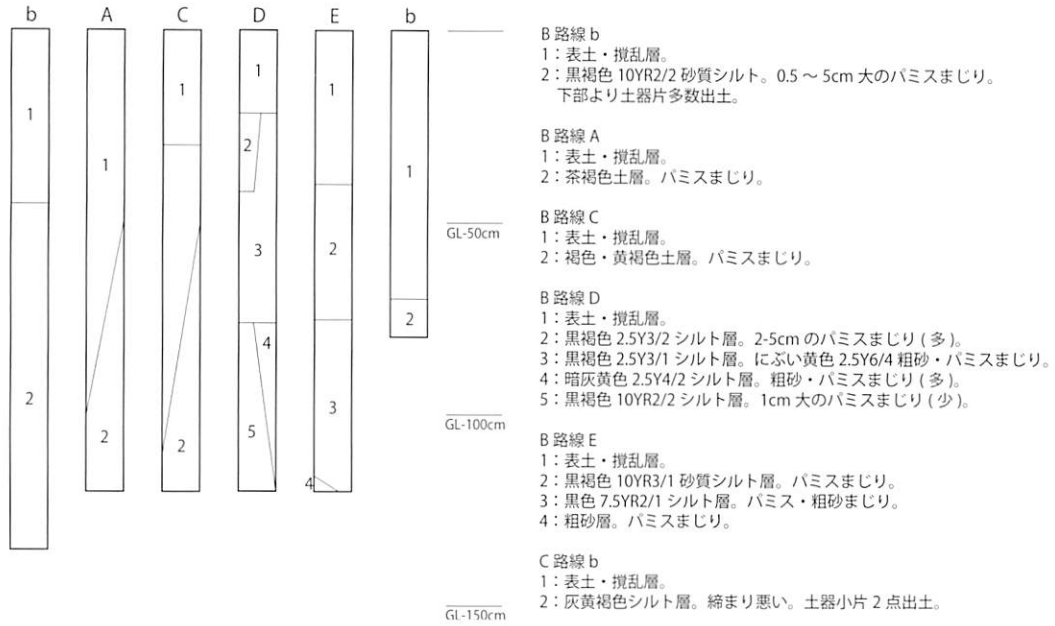 b A C D E b
1
2
1
2
1
2
1
2
3
4
5
1
2
3
4
1
2
GL-50cm
GL-100cm
GL-150cm
B 路線 b
1：表土・撹乱層。
2：黒褐色 10YR2/2 砂質シルト。0.5 ～ 5cm 大のパミスまじり。
下部より土器片多数出土。
B 路線 A
1：表土・撹乱層。
2：茶褐色土層。パミスまじり。
B 路線 C
1：表土・撹乱層。
2：褐色・黄褐色土層。パミスまじり。
B 路線 D
1：表土・撹乱層。
2：黒褐色 2.5Y3/2 シルト層。2-5cm のパミスまじり ( 多 )。
3：黒褐色 2.5Y3/1 シルト層。にぶい黄色 2.5Y6/4 粗砂・パミスまじり。
4：暗灰黄色 2.5Y4/2 シルト層。粗砂・パミスまじり ( 多 )。
5：黒褐色 10YR2/2 シルト層。1cm 大のパミスまじり ( 少 )。
B 路線 E
1：表土・撹乱層。
2：黒褐色 10YR3/1 砂質シルト層。パミスまじり。
3：黒色 7.5YR2/1 シルト層。パミス・粗砂まじり。
4：粗砂層。パミスまじり。
C 路線 b
1：表土・撹乱層。
2：灰黄褐色シルト層。締まり悪い。土器小片 2 点出土。